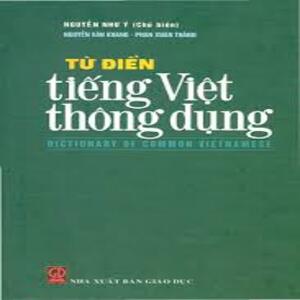 NGUYỄN NHƯ Ý (Chủ biên)
NGUYỄN VĂN KHANG - PHAN XUÂN THÀNH
TỪ ĐIỂN
tiếng Việt
thông dụng
DICTIONARY OF COMMON VIETNAMESE
GD
NHÀ XUẤT BẢN GIÁO DỤC